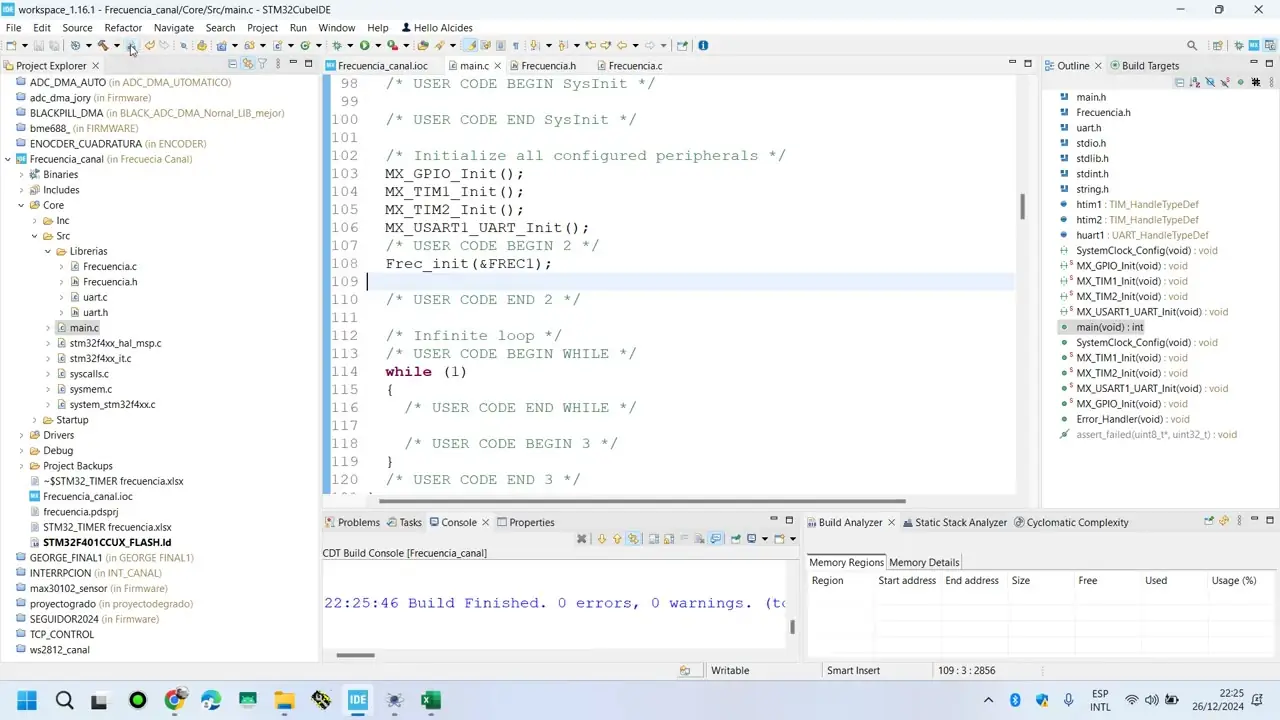 workspace_1.16.1 - Frecuencia_canal/Core/Src/main.c - STM32CubeIDE
File Edit Source Refactor Navigate Search Project Run Window Help Hello Alcides
Project Explorer
ADC_DMA_AUTO (in ADC_DMA_UTOMATICO)
adc_dma_jory (in Firmware)
BLACKPILL_DMA (in BLACK_ADC_DMA_Nornal_LIB_mejor)
bme688_ (in FIRMWARE)
ENOCDER_CUADRATURA (in ENCODER)
Frecuencia_canal (in Frecuecia Canal)
Binaries
Includes
Core
Inc
Src
Librerias
Frecuencia.c
Frecuencia.h
uart.c
uart.h
main.c
stm32f4xx_hal_msp.c
stm32f4xx_it.c
syscalls.c
sysmem.c
system_stm32f4xx.c
Startup
Drivers
Debug
Project Backups
~$STM32_TIMER frecuencia.xlsx
Frecuencia_canal.ioc
frecuencia.pdsprj
STM32_TIMER frecuencia.xlsx
STM32F401CCUX_FLASH.ld
GEORGE_FINAL1 (in GEORGE FINAL1)
INTERRPCION (in INT_CANAL)
max30102_sensor (in Firmware)
proyectogrado (in proyectodegrado)
SEGUIDOR2024 (in Firmware)
TCP_CONTROL
ws2812_canal
Frecuencia_canal.ioc main.c Frecuencia.h Frecuencia.c
98 /* USER CODE BEGIN SysInit */
99
100 /* USER CODE END SysInit */
101
102 /* Initialize all configured peripherals */
103 MX_GPIO_Init();
104 MX_TIM1_Init();
105 MX_TIM2_Init();
106 MX_USART1_UART_Init();
107 /* USER CODE BEGIN 2 */
108 Frec_init(&FREC1);
109
110 /* USER CODE END 2 */
111
112 /* Infinite loop */
113 /* USER CODE BEGIN WHILE */
114 while (1)
115 {
116 /* USER CODE END WHILE */
117
118 /* USER CODE BEGIN 3 */
119 }
120 /* USER CODE END 3 */
Outline Build Targets
main.h
Frecuencia.h
uart.h
stdio.h
stdlib.h
stdint.h
string.h
htim1 : TIM_HandleTypeDef
htim2 : TIM_HandleTypeDef
huart1 : UART_HandleTypeDef
SystemClock_Config(void) : void
MX_GPIO_Init(void) : void
MX_TIM1_Init(void) : void
MX_TIM2_Init(void) : void
MX_USART1_UART_Init(void) : void
main(void) : int
SystemClock_Config(void) : void
MX_TIM1_Init(void) : void
MX_TIM2_Init(void) : void
MX_USART1_UART_Init(void) : void
MX_GPIO_Init(void) : void
Error_Handler(void) : void
assert_failed(uint8_t*, uint32_t) : void
Problems Tasks Console Properties
CDT Build Console [Frecuencia_canal]
22:25:46 Build Finished. 0 errors, 0 warnings. (to
Build Analyzer Static Stack Analyzer Cyclomatic Complexity
Memory Regions Memory Details
Region Start address End address Size Free Used Usage (%)
Writable Smart Insert 109 : 3 : 2856
IDE
ESP
INTL
22:25
26/12/2024